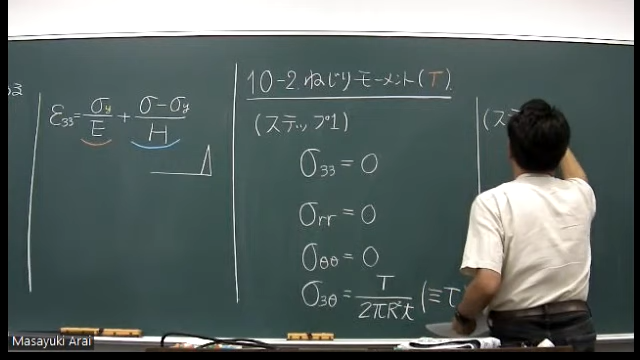 ε₃₃ = σy/E + (σ-σy)/H
10-2. ねじりモーメント(T).
(ステップ1)
σ₃₃ = 0
σrr = 0
σθθ = 0
σ₃θ = T/2πR²t (≡τ
(ス
Masayuki Arai